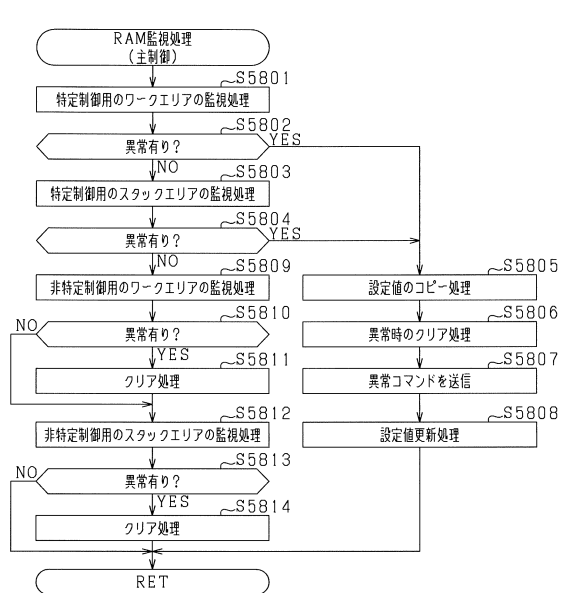 RAM監視処理
(主制御)
S5801
特定制御用のワークエリアの監視処理
S5802
異常有り?
YES
NO
S5803
特定制御用のスタックエリアの監視処理
S5804
異常有り?
YES
NO
S5809
非特定制御用のワークエリアの監視処理
S5810
異常有り?
NO
YES
S5811
クリア処理
S5812
非特定制御用のスタックエリアの監視処理
S5813
異常有り?
NO
YES
S5814
クリア処理
S5805
設定値のコピー処理
S5806
異常時のクリア処理
S5807
異常コマンドを送信
S5808
設定値更新処理
RET